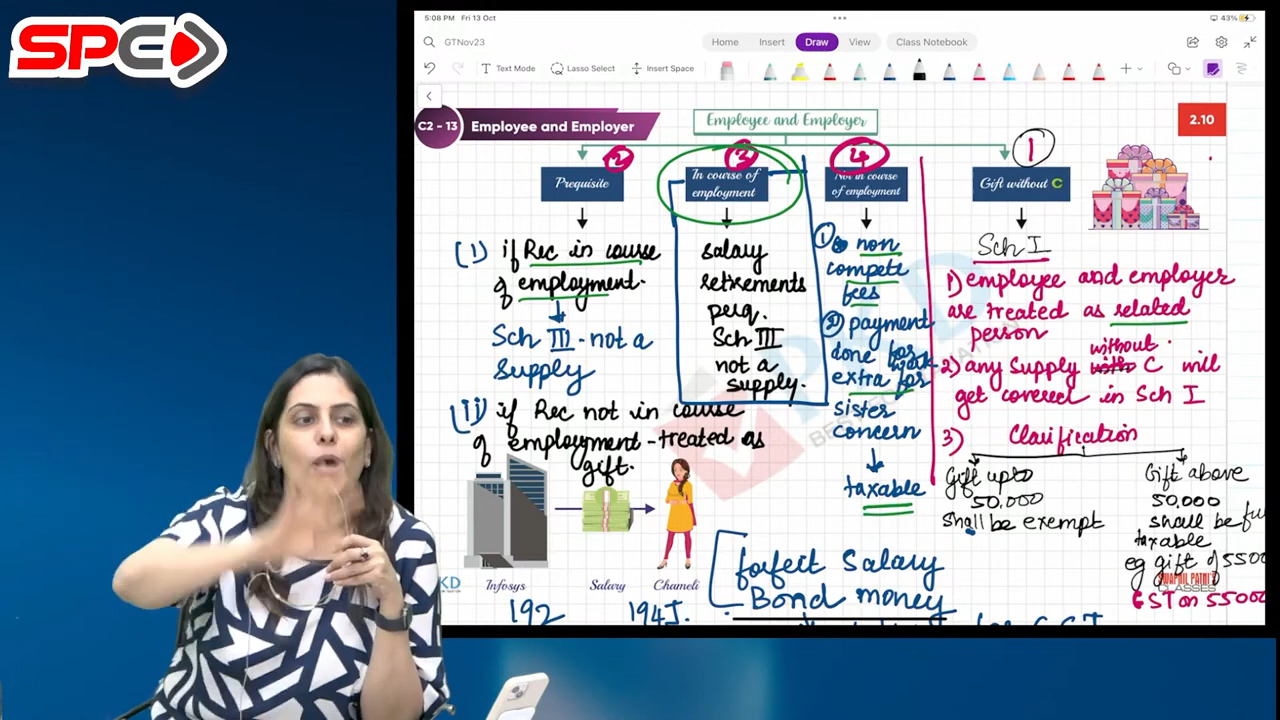 SPC
5:08 PM Fri 13 Oct
43%
GTNov23
Home Insert Draw View Class Notebook
Text Mode
Lasso Select
Insert Space
C2 - 13 Employee and Employer
Employee and Employer
2.10
2
Prequisite
(i) if Rec in course
of employment.
Sch III - not a
Supply
(ii) if Rec not in course
of employment - treated as
gift.
3
In course of
employment
salary
retirements
perq.
Sch III
not a
supply.
4
Not in course
of employment
1 non
compete
fees
2 payment
done for
extra work for
sister
concern
taxable
1
Gift without C
Sch I
1) employee and employer
are treated as related
person
2) any Supply without C will
get covered in Sch I
3) Clarification
Gift upto
50,000
shall be exempt
Gift above
50,000
shall be
taxable
eg gift of 5500
GST on 55000
Infosys
Salary
Chameli
forfeit Salary
Bond money
192
194J.
SWAPNIL PATNI'S
CLASSES